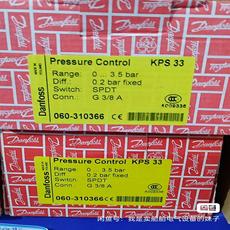 Danfoss
Pressure Control KPS 33
Range: 0 ... 3.5 bar
Diff.: 0.2 bar fixed
Switch: SPDT
Conn.: G 3/8 A
060-310366 CE
Danfoss
Pressure Control KPS 33
Range: 0 ... 3.5 bar
Diff.: 0.2 bar fixed
Switch: SPDT
Conn.: G 3/8 A
060-310366 CE